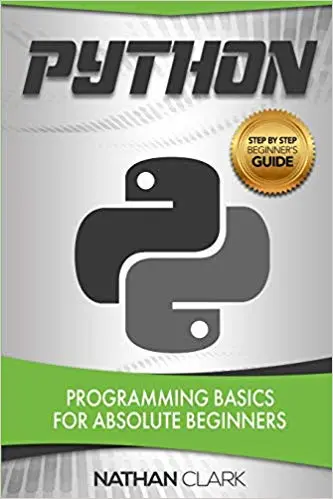 PYTHON
STEP BY STEP
BEGINNER'S
GUIDE
PROGRAMMING BASICS
FOR ABSOLUTE BEGINNERS
NATHAN CLARK